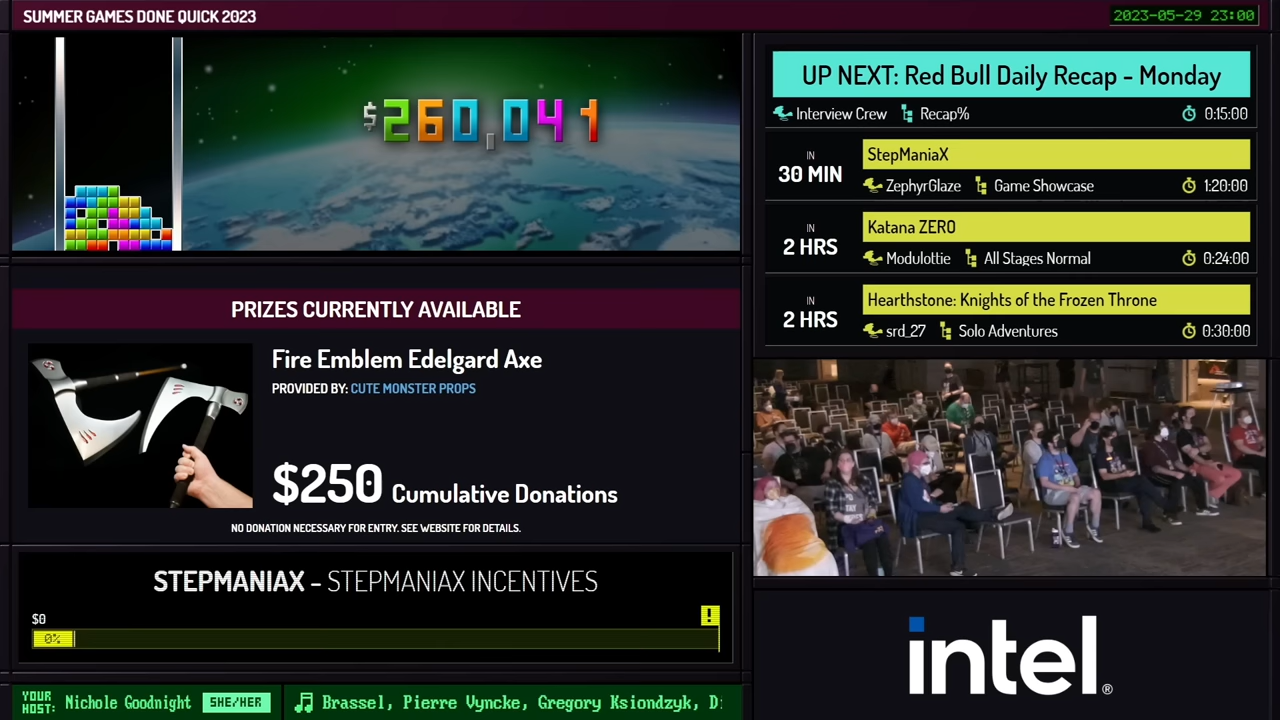 SUMMER GAMES DONE QUICK 2023
2023-05-29 23:00
$260,041
UP NEXT: Red Bull Daily Recap - Monday
Interview Crew Recap% 0:15:00
IN
30 MIN
StepManiaX
ZephyrGlaze Game Showcase 1:20:00
IN
2 HRS
Katana ZERO
Modulottie All Stages Normal 0:24:00
IN
2 HRS
Hearthstone: Knights of the Frozen Throne
srd_27 Solo Adventures 0:30:00
PRIZES CURRENTLY AVAILABLE
Fire Emblem Edelgard Axe
PROVIDED BY: CUTE MONSTER PROPS
$250 Cumulative Donations
NO DONATION NECESSARY FOR ENTRY. SEE WEBSITE FOR DETAILS.
STEPMANIAX - STEPMANIAX INCENTIVES
$0
!
0%
YOUR HOST: Nichole Goodnight SHE/HER
Brassel, Pierre Vyncke, Gregory Ksiondzyk, Di
intel®